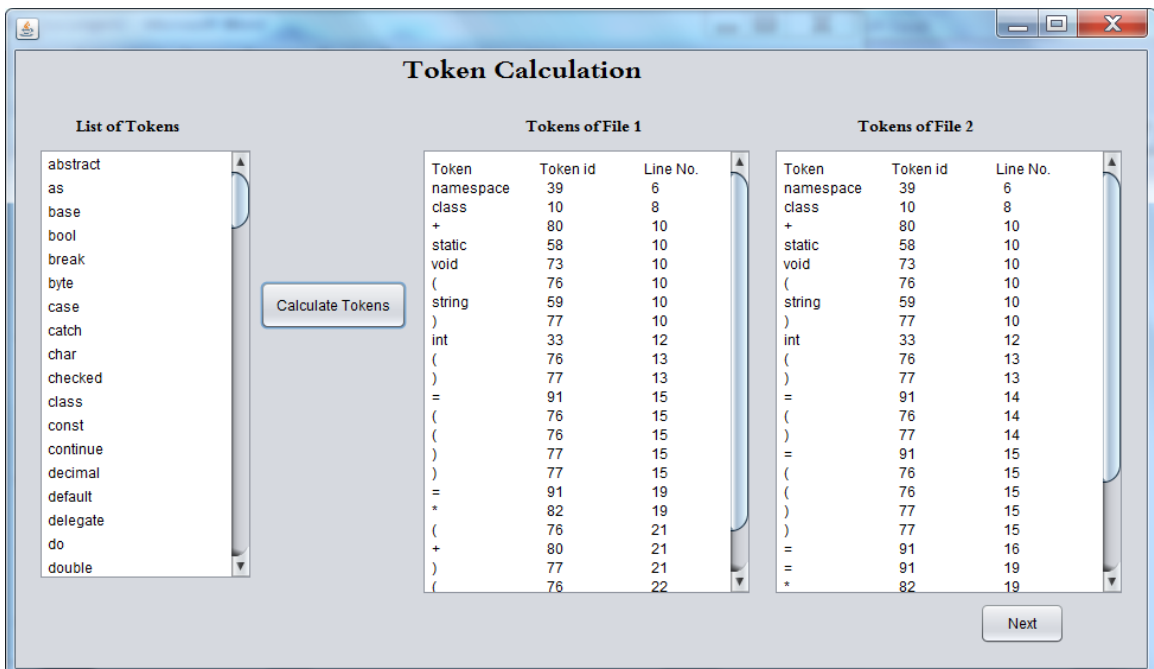 Token Calculation
List of Tokens
abstract
as
base
bool
break
byte
case
catch
char
checked
class
const
continue
decimal
default
delegate
do
double
Calculate Tokens
Tokens of File 1
Token Token id Line No.
namespace 39 6
class 10 8
+ 80 10
static 58 10
void 73 10
( 76 10
string 59 10
) 77 10
int 33 12
( 76 13
) 77 13
= 91 15
( 76 15
( 76 15
) 77 15
) 77 15
= 91 19
* 82 19
( 76 21
+ 80 21
) 77 21
( 76 22
Tokens of File 2
Token Token id Line No.
namespace 39 6
class 10 8
+ 80 10
static 58 10
void 73 10
( 76 10
string 59 10
) 77 10
int 33 12
( 76 13
) 77 13
= 91 14
( 76 14
) 77 14
= 91 15
( 76 15
( 76 15
) 77 15
) 77 15
= 91 16
= 91 19
* 82 19
Next